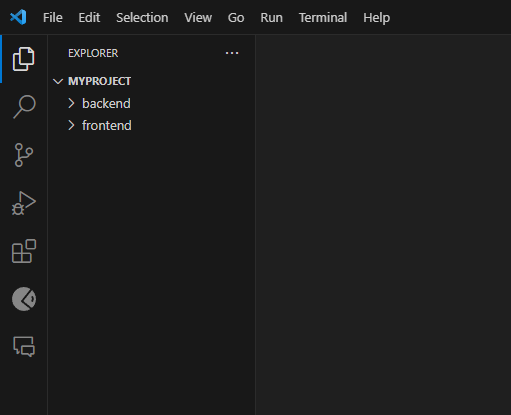 File Edit Selection View Go Run Terminal Help
EXPLORER ...
MYPROJECT
backend
frontend